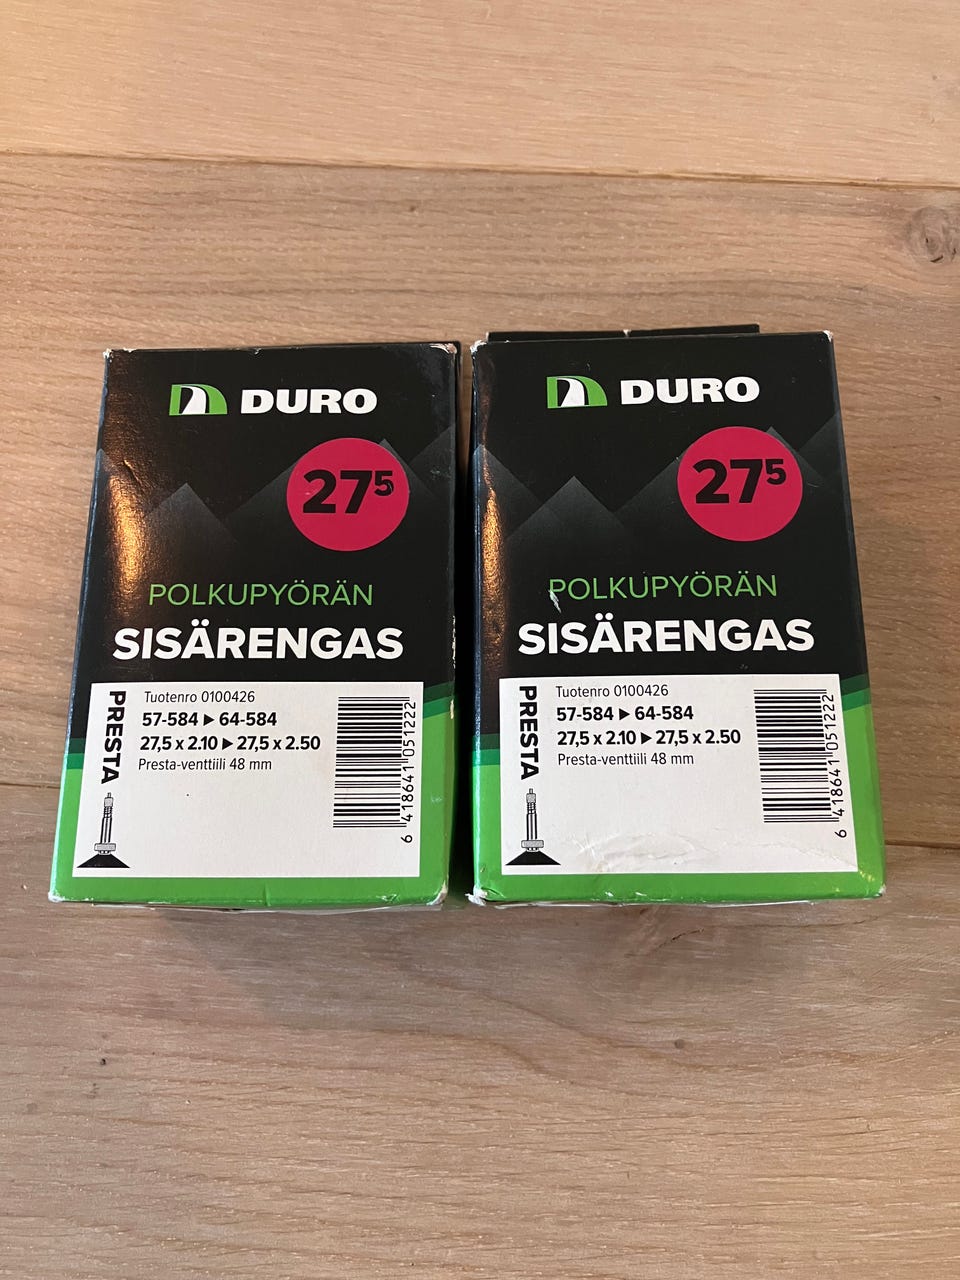 DURO
27⁵
POLKUPYÖRÄN
SISÄRENGAS
PRESTA
Tuotenro 0100426
57-584 ▶ 64-584
27,5 x 2.10 ▶ 27,5 x 2.50
Presta-venttiili 48 mm
6 418641 051222
DURO
27⁵
POLKUPYÖRÄN
SISÄRENGAS
PRESTA
Tuotenro 0100426
57-584 ▶ 64-584
27,5 x 2.10 ▶ 27,5 x 2.50
Presta-venttiili 48 mm
6 418641 051222